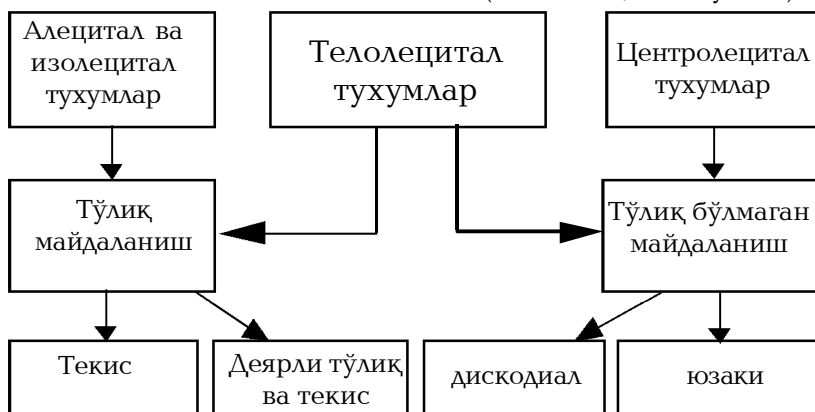 Алецитал ва
изолецитал
тухумлар
Телолецитал
тухумлар
Центролецитал
тухумлар
Тўлиқ
майдаланиш
Тўлиқ бўлмаган
майдаланиш
Текис
Деярли тўлиқ
ва текис
дискодиал
юзаки